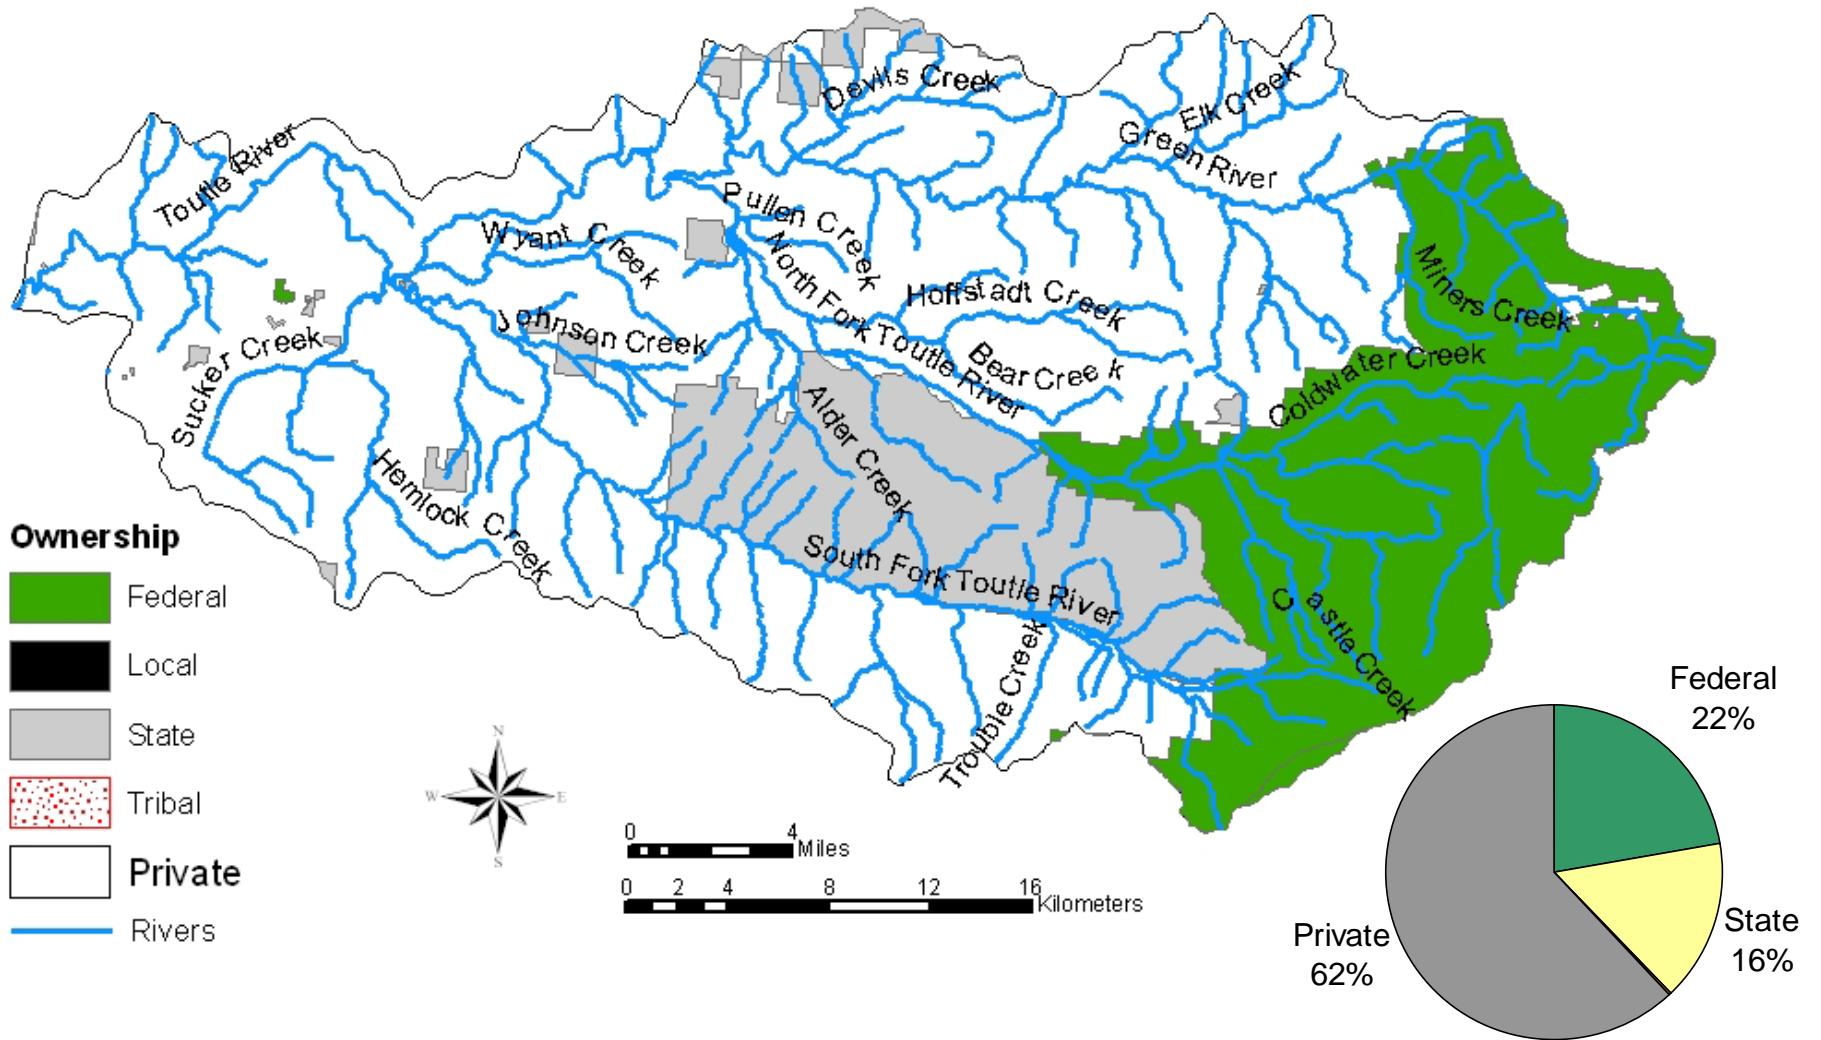 Devils Creek
Elk Creek
Green River
Toutle River
Pullen Creek
Wyant Creek
North Fork Toutle River
Miners Creek
Hoffstadt Creek
Johnson Creek
Sucker Creek
Bear Creek
Coldwater Creek
Alder Creek
Hemlock Creek
South Fork Toutle River
Castle Creek
Trouble Creek
Ownership
Federal
Local
State
Tribal
Private
Rivers
N
W
E
S
0 4
Miles
0 2 4 8 12 16
Kilometers
Federal
22%
State
16%
Private
62%